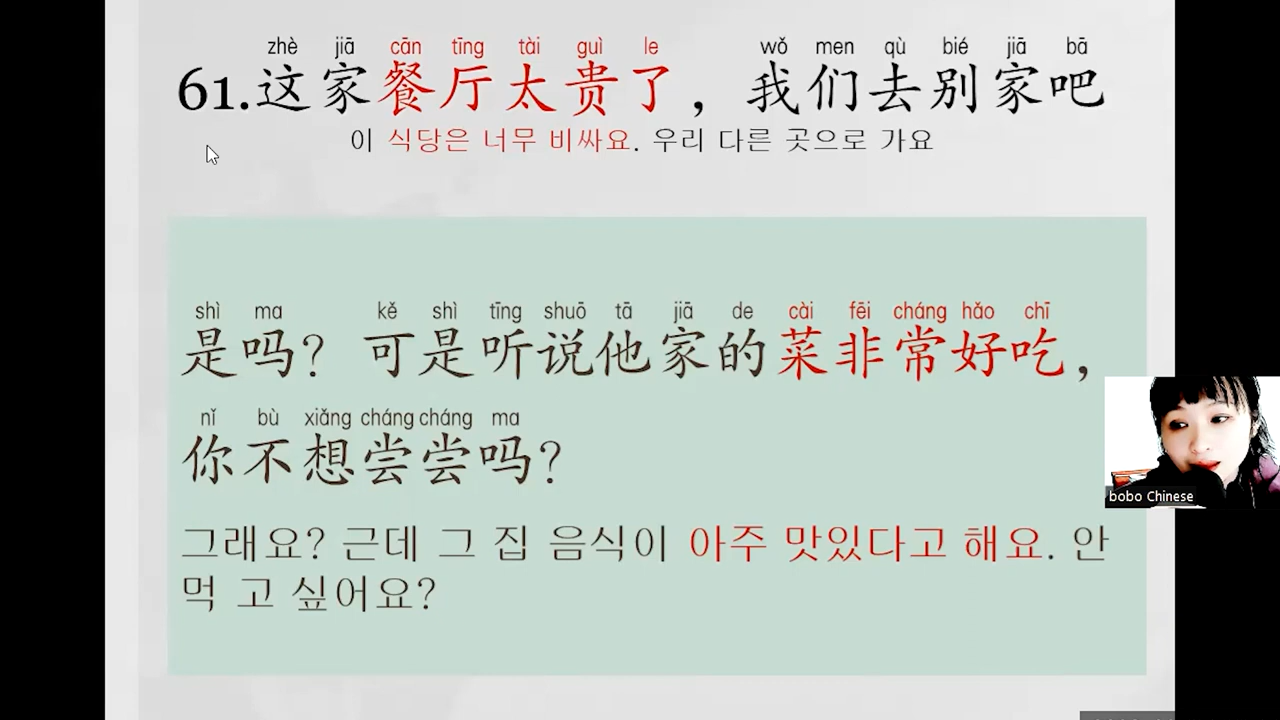 zhè jiā cān tīng tài guì le wǒ men qù bié jiā bā
61.这家餐厅太贵了，我们去别家吧
이 식당은 너무 비싸요. 우리 다른 곳으로 가요
shì ma kě shì tīng shuō tā jiā de cài fēi cháng hǎo chī
是吗？可是听说他家的菜非常好吃，
nǐ bù xiǎng cháng cháng ma
你不想尝尝吗？
그래요? 근데 그 집 음식이 아주 맛있다고 해요. 안
먹 고 싶어요?
bobo Chinese